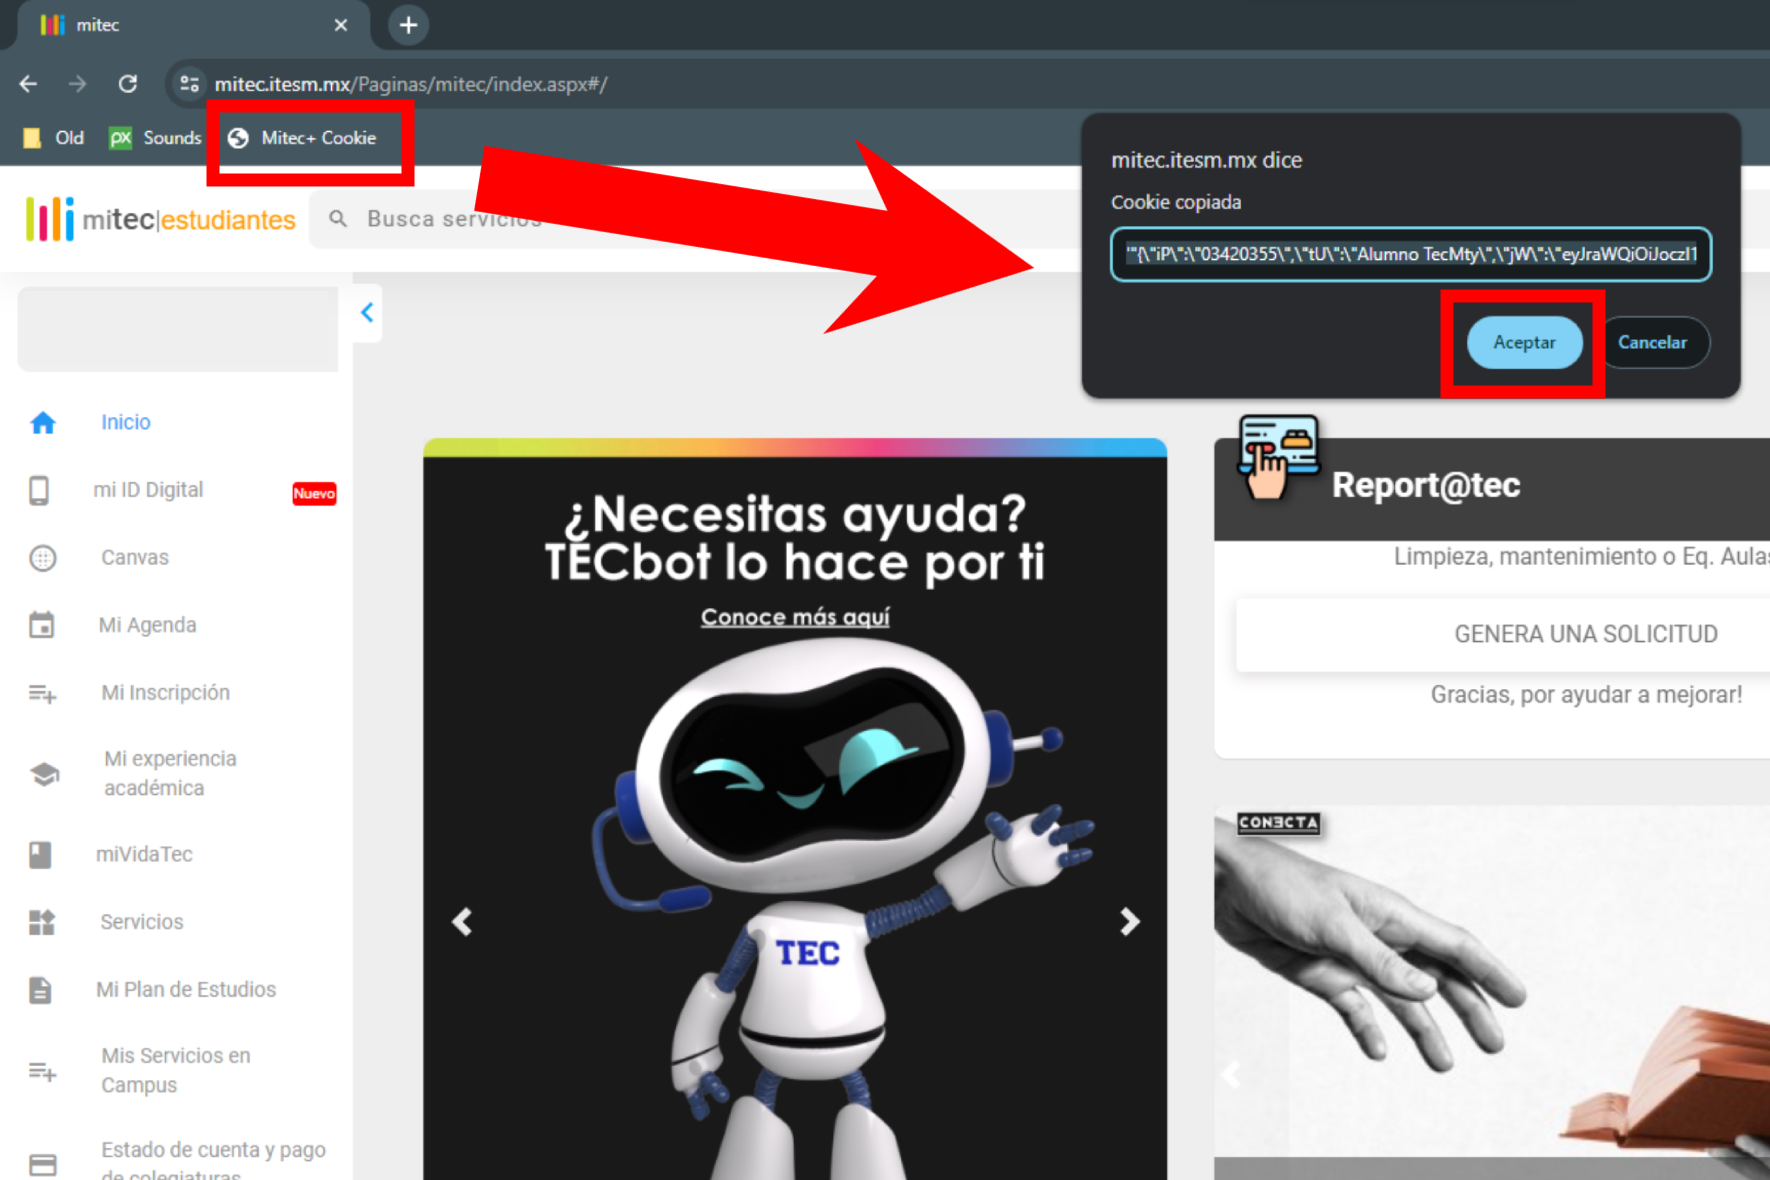 mitec
mitec.itesm.mx/Paginas/mitec/index.aspx#/
Old
px
Sounds
Mitec+ Cookie
mitec.itesm.mx dice
Cookie copiada
'"{\"iP\":\"03420355\",\"tU\":\"Alumno TecMty\",\"jW\":\"eyJraWQiOiJoczI1
Aceptar
Cancelar
mitec|estudiantes
Busca servicios
Inicio
mi ID Digital
Nuevo
Canvas
Mi Agenda
Mi Inscripción
Mi experiencia
académica
miVidaTec
Servicios
Mi Plan de Estudios
Mis Servicios en
Campus
Estado de cuenta y pago
de colegiaturas
¿Necesitas ayuda?
TECbot lo hace por ti
Conoce más aquí
TEC
Report@tec
Limpieza, mantenimiento o Eq. Aulas
GENERA UNA SOLICITUD
Gracias, por ayudar a mejorar!
CONECTA